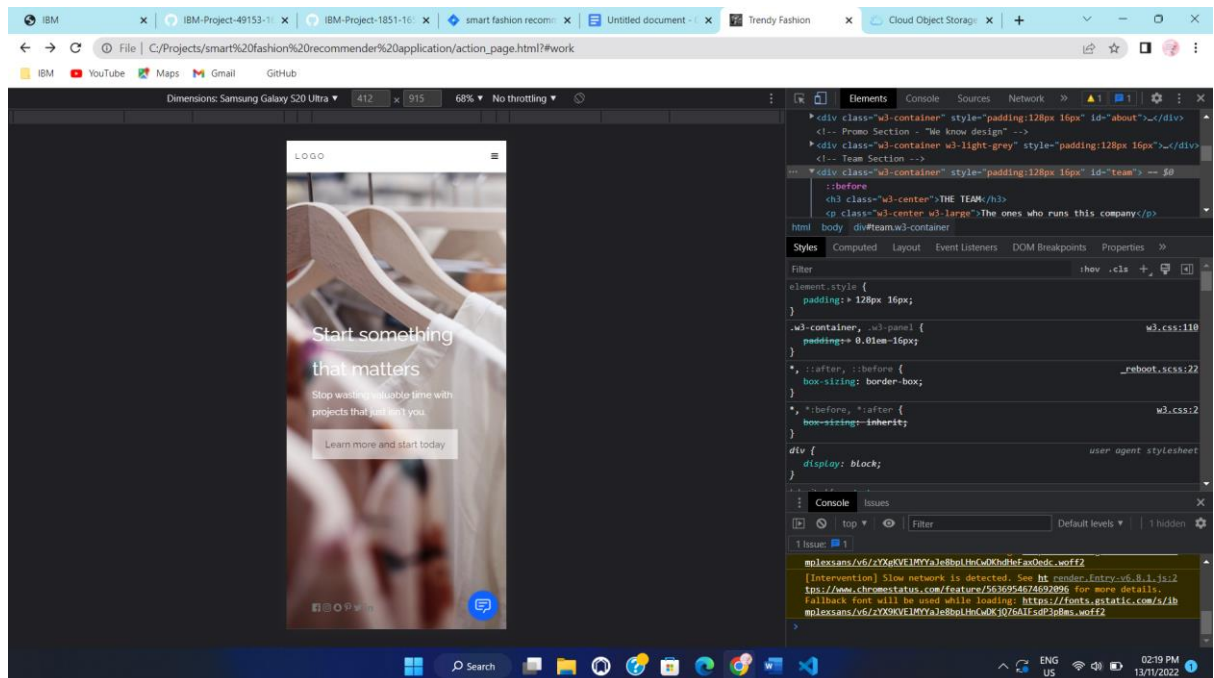 IBM
IBM-Project-49153-1
IBM-Project-1851-16
smart fashion recomm
Untitled document -
Trendy Fashion
Cloud Object Storage
File | C:/Projects/smart%20fashion%20recommender%20application/action_page.html?#work
IBM YouTube Maps Gmail GitHub
Dimensions: Samsung Galaxy S20 Ultra ▼ 412 x 915 68% ▼ No throttling ▼
Elements Console Sources Network » 1 1
<div class="w3-container" style="padding:128px 16px" id="about">…</div>
<!-- Promo Section - "We know design" -->
<div class="w3-container w3-light-grey" style="padding:128px 16px">…</div>
<!-- Team Section -->
<div class="w3-container" style="padding:128px 16px" id="team"> == $0
::before
<h3 class="w3-center">THE TEAM</h3>
<p class="w3-center w3-large">The ones who runs this company</p>
html body div#team.w3-container
Styles Computed Layout Event Listeners DOM Breakpoints Properties »
Filter :hov .cls +
element.style {
padding: 128px 16px;
}
.w3-container, .w3-panel { w3.css:110
padding: 0.01em 16px;
}
*, ::after, ::before { _reboot.scss:22
box-sizing: border-box;
}
*, *:before, *:after { w3.css:2
box-sizing: inherit;
}
div { user agent stylesheet
display: block;
}
Console Issues
top ▼ Filter Default levels ▼ 1 hidden
1 Issue: 1
mplexsans/v6/zYXgKVElMYYaJe8bpLHnCwDKhdHeFaxOedc.woff2
[Intervention] Slow network is detected. See ht render.Entry-v6.8.1.js:2
tps://www.chromestatus.com/feature/5636954674692096 for more details.
Fallback font will be used while loading: https://fonts.gstatic.com/s/ib
mplexsans/v6/zYX9KVElMYYaJe8bpLHnCwDKjQ76AIFsdP3pBms.woff2
LOGO
Start something
that matters
Stop wasting valuable time with
projects that just isn't you.
Learn more and start today
Search
ENG
US
02:19 PM
13/11/2022
1